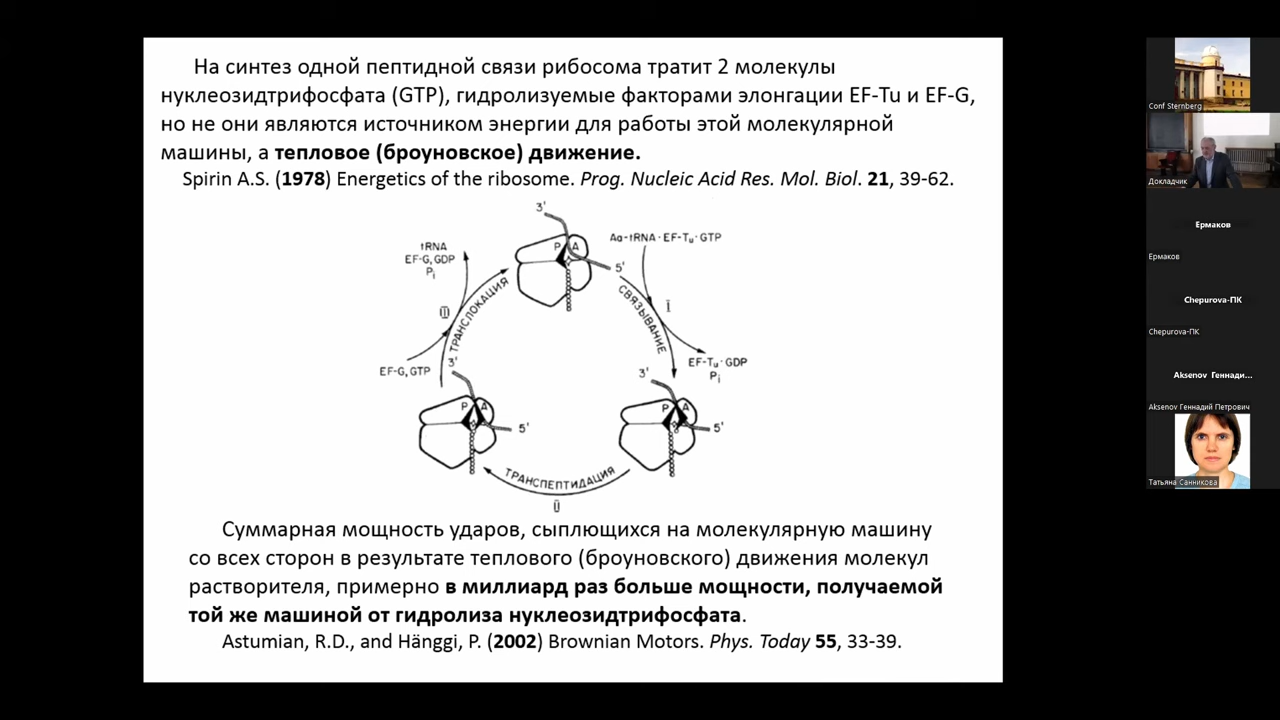 На синтез одной пептидной связи рибосома тратит 2 молекулы
нуклеозидтрифосфата (GTP), гидролизуемые факторами элонгации EF-Tu и EF-G,
но не они являются источником энергии для работы этой молекулярной
машины, а тепловое (броуновское) движение.
Spirin A.S. (1978) Energetics of the ribosome. Prog. Nucleic Acid Res. Mol. Biol. 21, 39-62.
3'
P A
5'
tRNA
EF-G, GDP
Pi
Aa-tRNA·EF-Tu·GTP
III
ТРАНСЛОКАЦИЯ
СВЯЗЫВАНИЕ
I
EF-G, GTP
EF-Tu·GDP
Pi
3'
P A
5'
3'
P A
5'
ТРАНСПЕПТИДАЦИЯ
II
Суммарная мощность ударов, сыплющихся на молекулярную машину
со всех сторон в результате теплового (броуновского) движения молекул
растворителя, примерно в миллиард раз больше мощности, получаемой
той же машиной от гидролиза нуклеозидтрифосфата.
Astumian, R.D., and Hänggi, P. (2002) Brownian Motors. Phys. Today 55, 33-39.
Conf Sternberg
Докладчик
Ермаков
Ермаков
Chepurova-ПК
Chepurova-ПК
Aksenov Геннади...
Aksenov Геннадий Петрович
Татьяна Санникова